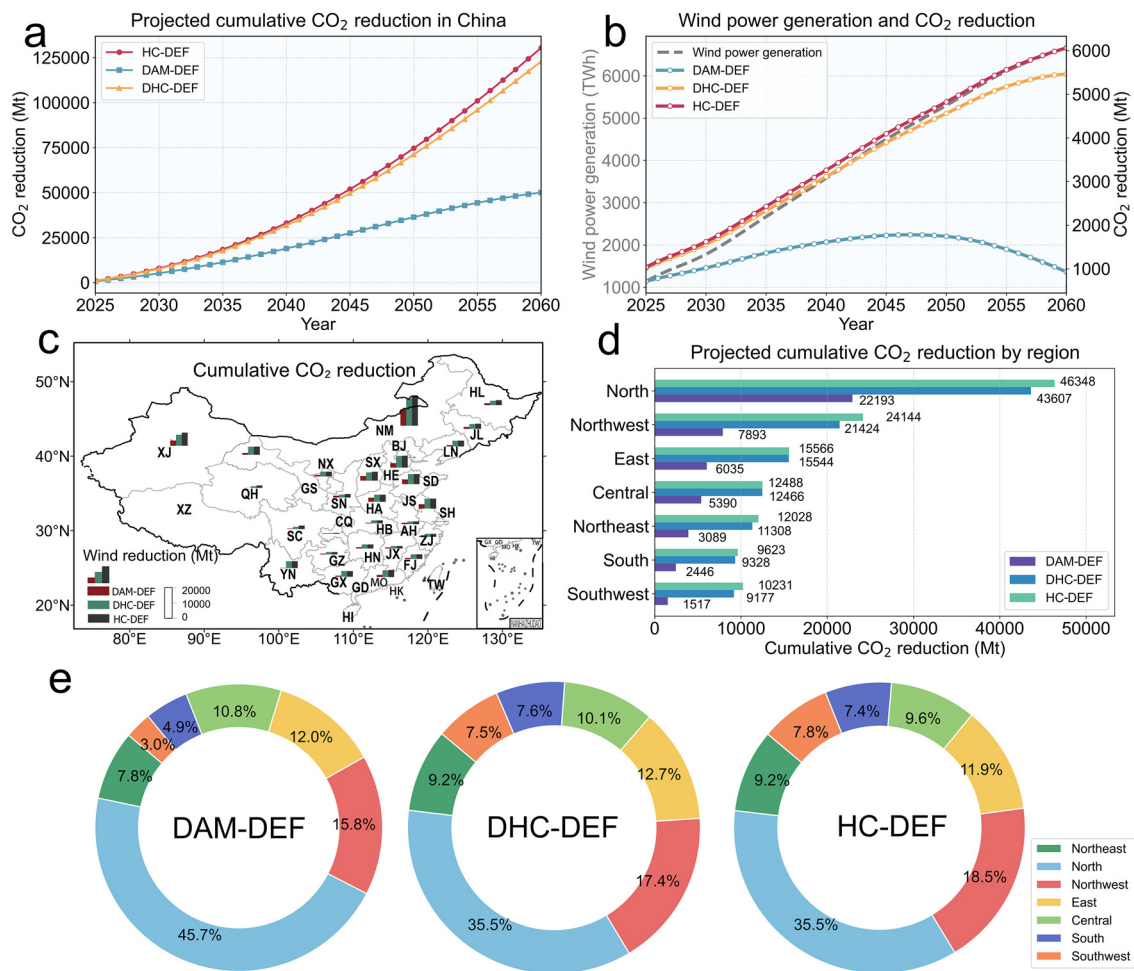 a
Projected cumulative CO₂ reduction in China
CO₂ reduction (Mt)
125000
100000
75000
50000
25000
0
HC-DEF
DAM-DEF
DHC-DEF
2025 2030 2035 2040 2045 2050 2055 2060
Year
b
Wind power generation and CO₂ reduction
Wind power generation (TWh)
6000
5000
4000
3000
2000
1000
Wind power generation
DAM-DEF
DHC-DEF
HC-DEF
6000
5000
4000
3000
2000
1000
CO₂ reduction (Mt)
2025 2030 2035 2040 2045 2050 2055 2060
Year
c
Cumulative CO₂ reduction
50°N
40°N
30°N
20°N
HL
NM
JL
BJ
LN
XJ
NX
SX
HE
SD
QH
GS
SN
HA
JS
SH
XZ
CQ
HB
AH
SC
ZJ
HN
JX
GZ
FJ
YN
GX
GD
MO
HK
TW
HI
Wind reduction (Mt)
DAM-DEF
DHC-DEF
HC-DEF
20000
10000
0
GX GD
MO HK
TW
NANHAIZHUDAO
80°E 90°E 100°E 110°E 120°E 130°E
d
Projected cumulative CO₂ reduction by region
North
46348
43607
22193
Northwest
24144
21424
7893
East
15566
15544
6035
Central
12488
12466
5390
Northeast
12028
11308
3089
South
9623
9328
2446
Southwest
10231
9177
1517
DAM-DEF
DHC-DEF
HC-DEF
0 10000 20000 30000 40000 50000
Cumulative CO₂ reduction (Mt)
e
DAM-DEF
4.9%
10.8%
12.0%
3.0%
7.8%
15.8%
45.7%
DHC-DEF
7.6%
10.1%
7.5%
12.7%
9.2%
17.4%
35.5%
HC-DEF
7.4%
9.6%
7.8%
11.9%
9.2%
18.5%
35.5%
Northeast
North
Northwest
East
Central
South
Southwest